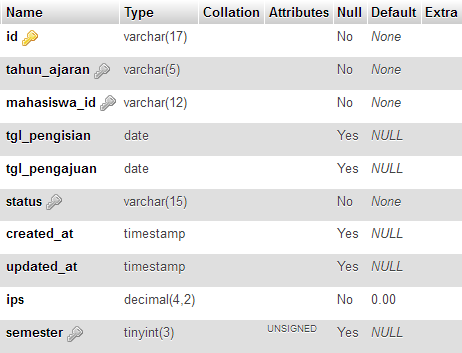 Name Type Collation Attributes Null Default Extra
id varchar(17) No None
tahun_ajaran varchar(5) No None
mahasiswa_id varchar(12) No None
tgl_pengisian date Yes NULL
tgl_pengajuan date Yes NULL
status varchar(15) No None
created_at timestamp Yes NULL
updated_at timestamp Yes NULL
ips decimal(4,2) No 0.00
semester tinyint(3) UNSIGNED Yes NULL